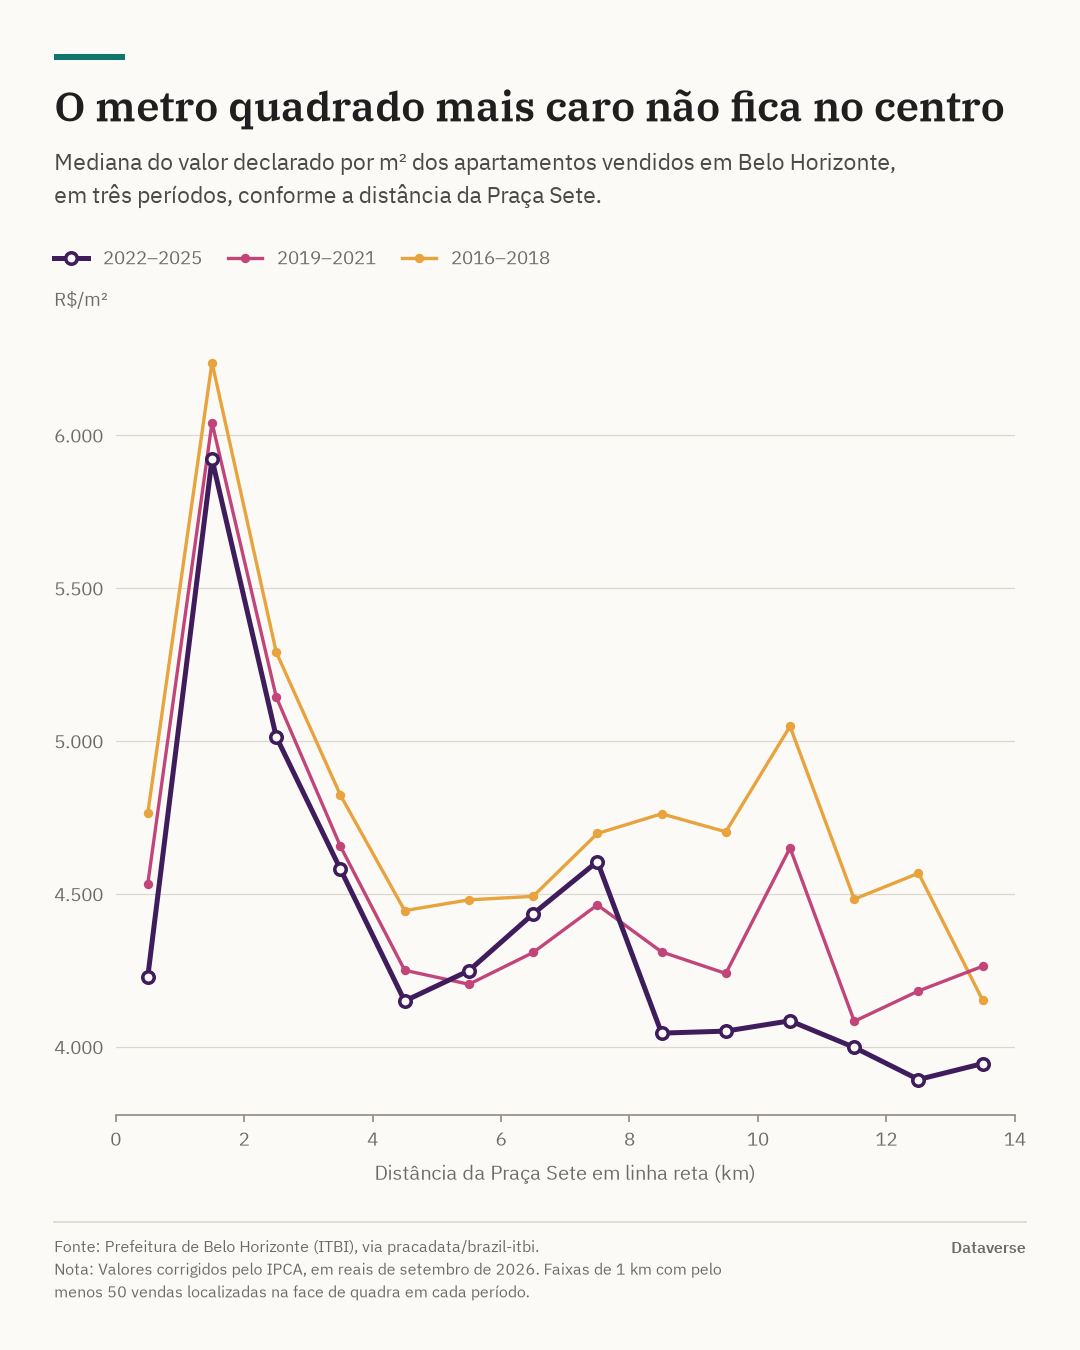 O metro quadrado mais caro não fica no centro
Mediana do valor declarado por m² dos apartamentos vendidos em Belo Horizonte,
em três períodos, conforme a distância da Praça Sete.
2022–2025 2019–2021 2016–2018
R$/m²
6.000
5.500
5.000
4.500
4.000
0 2 4 6 8 10 12 14
Distância da Praça Sete em linha reta (km)
Fonte: Prefeitura de Belo Horizonte (ITBI), via pracadata/brazil-itbi.
Dataverse
Nota: Valores corrigidos pelo IPCA, em reais de setembro de 2026. Faixas de 1 km com pelo
menos 50 vendas localizadas na face de quadra em cada período.